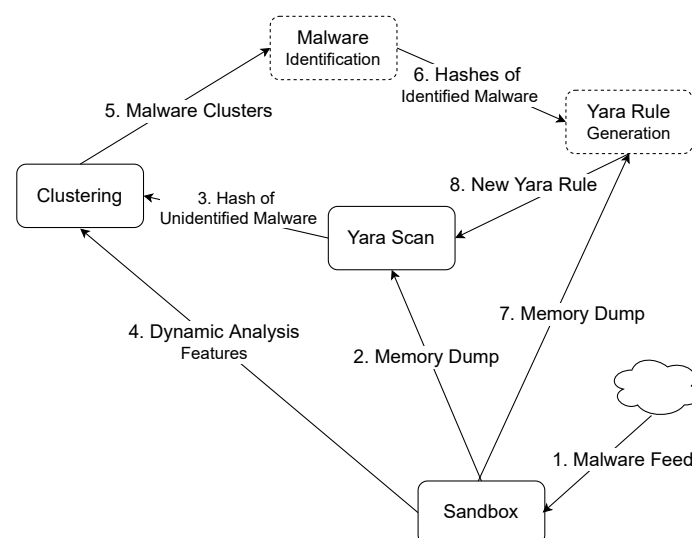 Malware
Identification
6. Hashes of
Identified Malware
5. Malware Clusters
Yara Rule
Generation
Clustering
3. Hash of
Unidentified Malware
8. New Yara Rule
Yara Scan
4. Dynamic Analysis
Features
7. Memory Dump
2. Memory Dump
1. Malware Feed
Sandbox